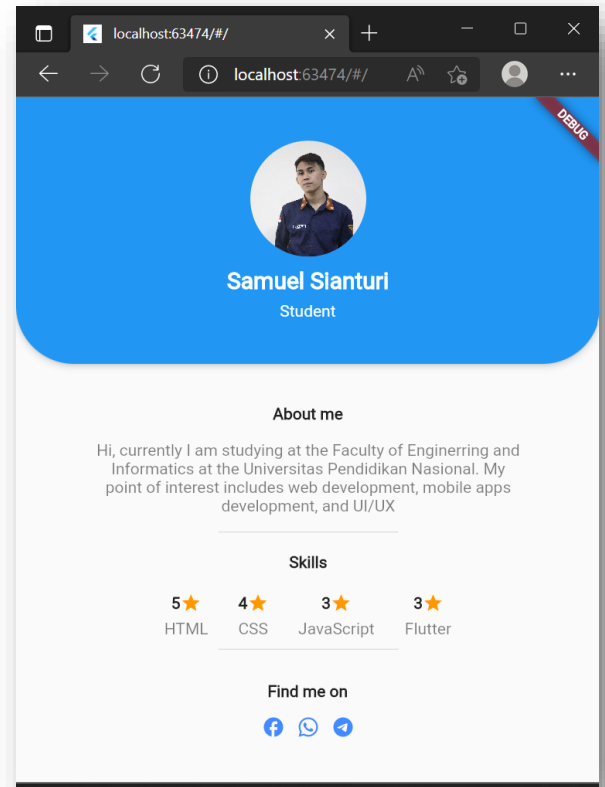 localhost:63474/#/
localhost:63474/#/
DEBUG
Samuel Sianturi
Student
About me
Hi, currently I am studying at the Faculty of Enginerring and
Informatics at the Universitas Pendidikan Nasional. My
point of interest includes web development, mobile apps
development, and UI/UX
Skills
5 4 3 3
HTML CSS JavaScript Flutter
Find me on